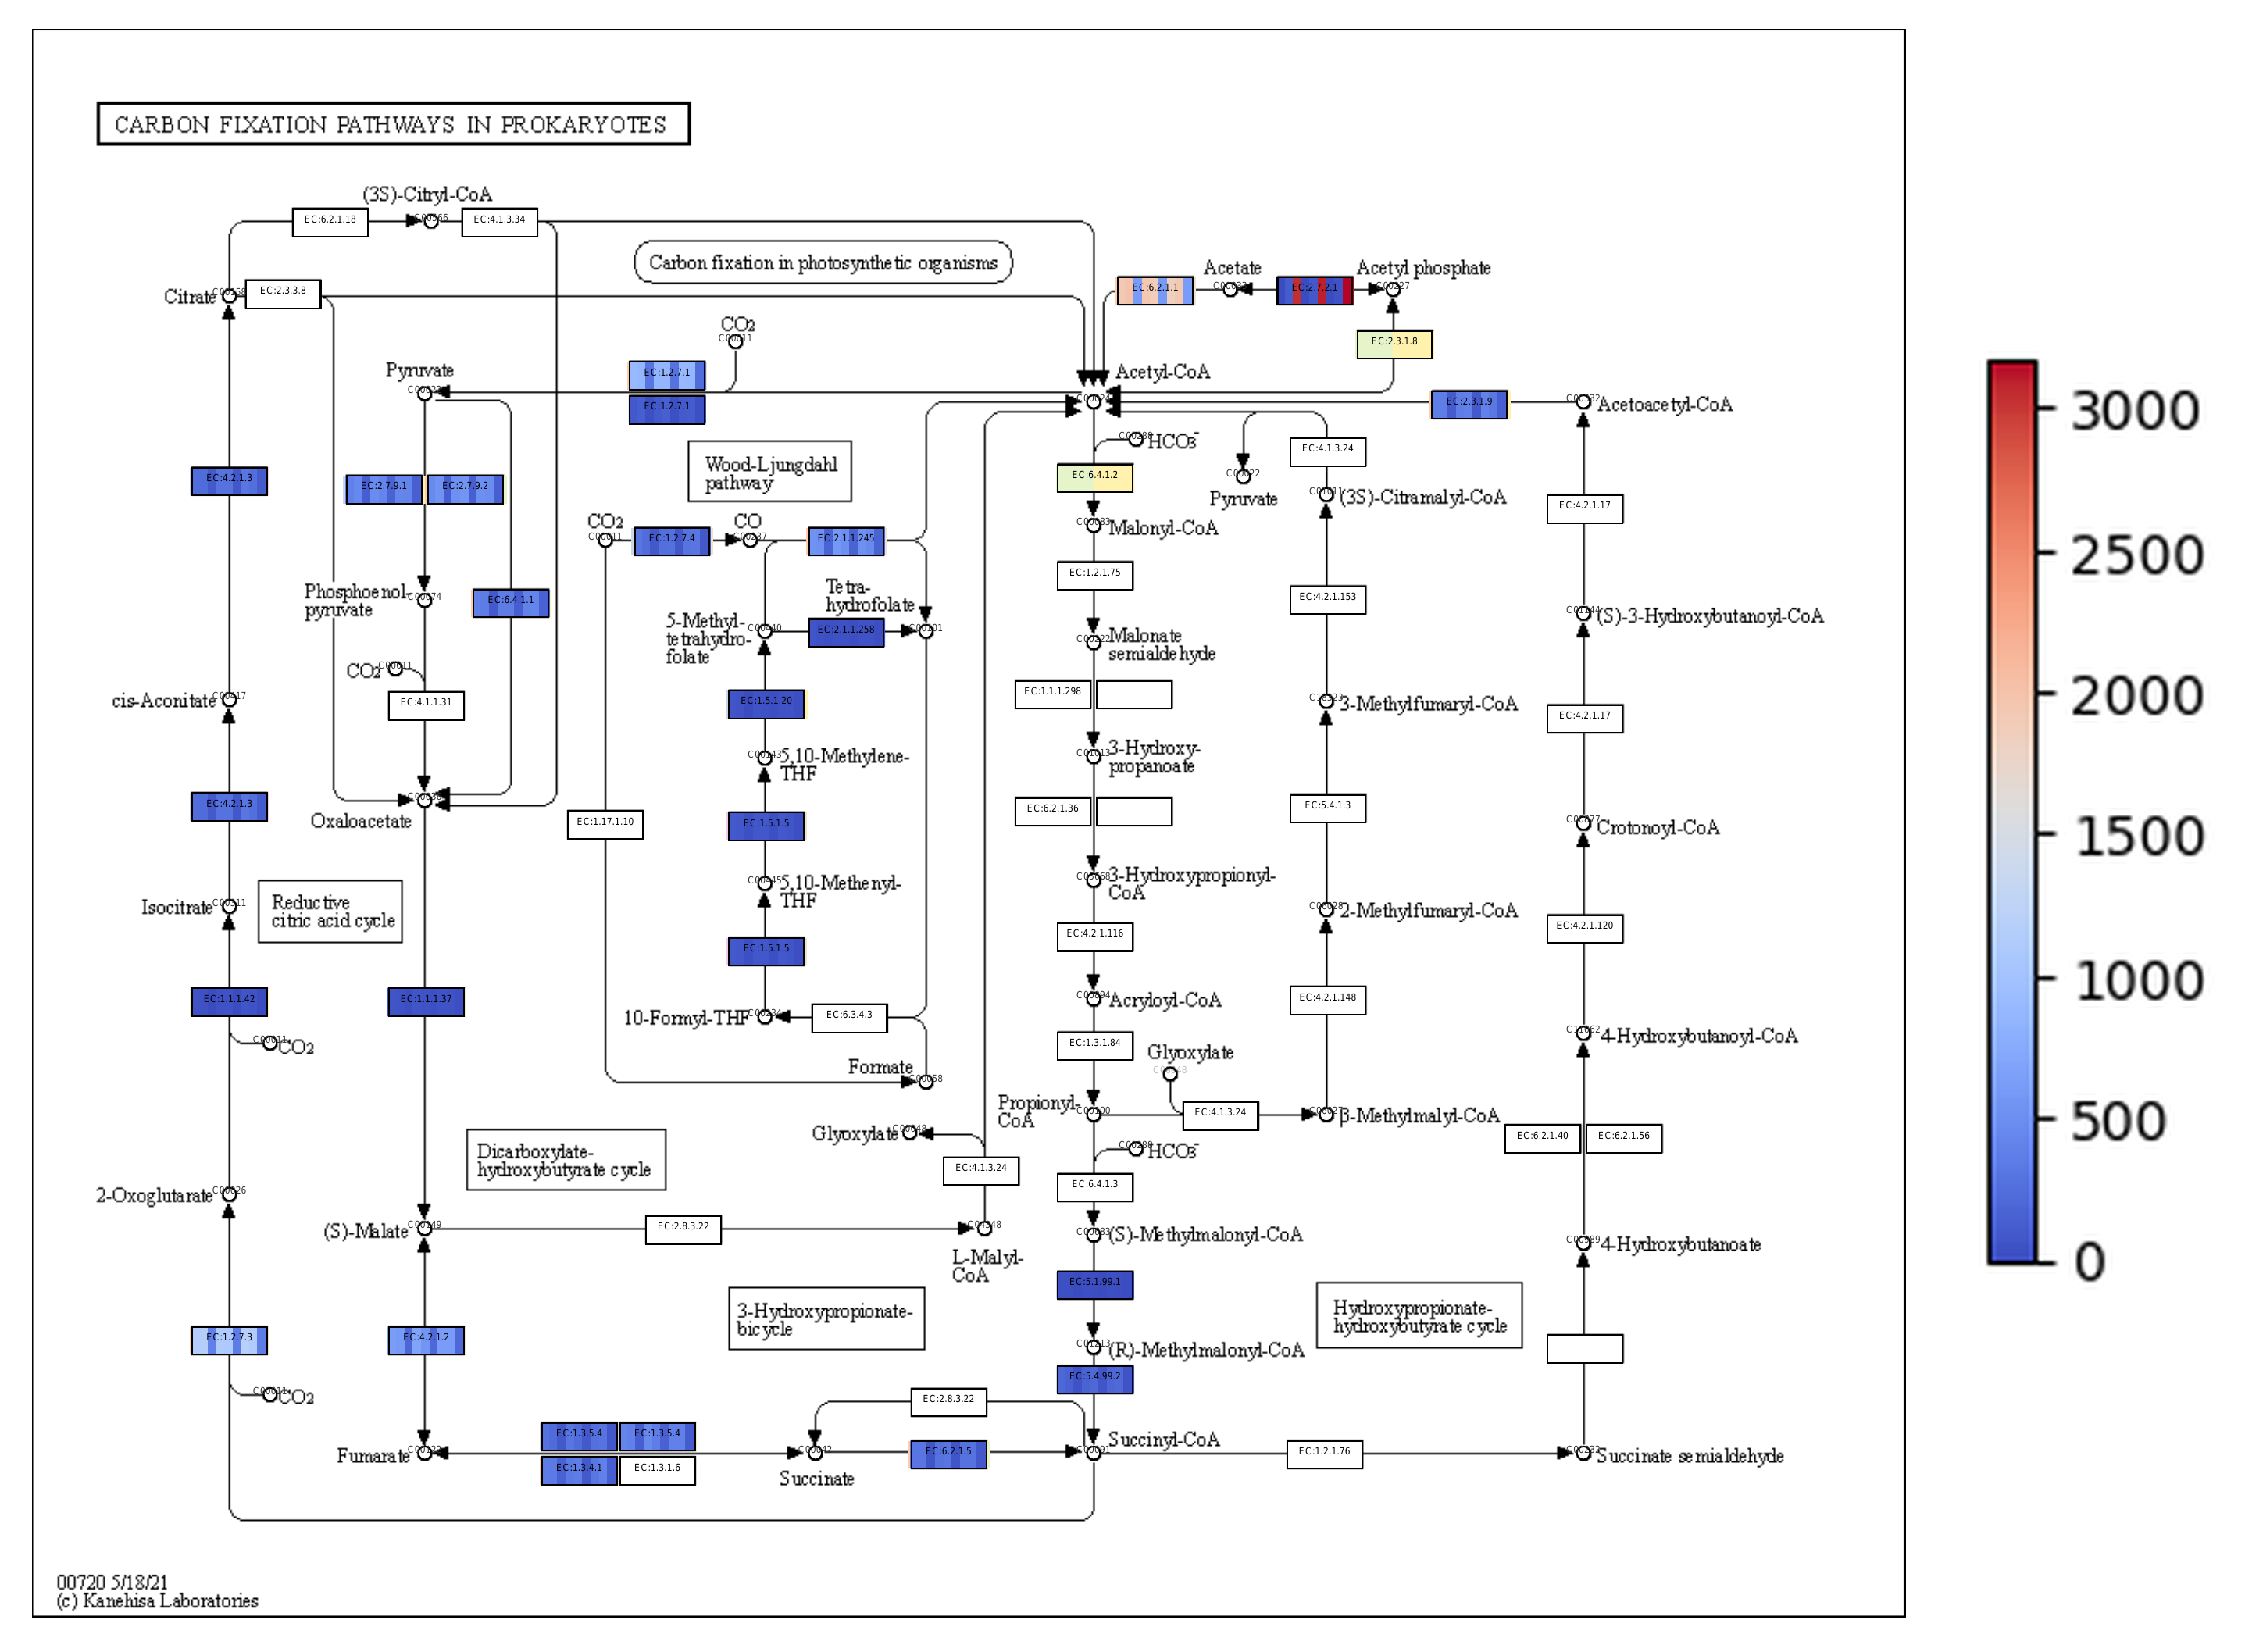 CARBON FIXATION PATHWAYS IN PROKARYOTES
(3S)-Citryl-CoA
EC:6.2.1.18
EC:4.1.3.34
Carbon fixation in photosynthetic organisms
Acetate
Acetyl phosphate
Citrate
EC:2.3.3.8
EC:6.2.1.1
EC:2.7.2.1
CO2
C00011
EC:2.3.1.8
Pyruvate
EC:1.2.7.1
EC:1.2.7.1
Acetyl-CoA
EC:2.3.1.9
Acetoacetyl-CoA
HCO3-
EC:4.1.3.24
Wood-Ljungdahl
pathway
EC:4.2.1.3
EC:2.7.9.1
EC:2.7.9.2
EC:6.4.1.2
C00022
Pyruvate
(3S)-Citramalyl-CoA
EC:4.2.1.17
CO2
C00011
EC:1.2.7.4
CO
EC:2.1.1.245
Malonyl-CoA
EC:1.2.1.75
Phosphoenol-
pyruvate
EC:6.4.1.1
Tetra-
hydrofolate
EC:4.2.1.153
5-Methyl-
tetrahydro-
folate
EC:2.1.1.258
Malonate
semialdehyde
(S)-3-Hydroxybutanoyl-CoA
CO2
C00011
cis-Aconitate
EC:4.1.1.31
EC:1.5.1.20
EC:1.1.1.298
3-Methylfumaryl-CoA
EC:4.2.1.17
5,10-Methylene-
THF
3-Hydroxy-
propanoate
EC:4.2.1.3
Oxaloacetate
EC:1.17.1.10
EC:1.5.1.5
EC:6.2.1.36
EC:5.4.1.3
Crotonoyl-CoA
Isocitrate
Reductive
citric acid cycle
5,10-Methenyl-
THF
3-Hydroxypropionyl-
CoA
2-Methylfumaryl-CoA
EC:4.2.1.120
EC:1.5.1.5
EC:4.2.1.116
EC:1.1.1.42
EC:1.1.1.37
10-Formyl-THF
EC:6.3.4.3
Acryloyl-CoA
EC:4.2.1.148
CO2
EC:1.3.1.84
Glyoxylate
4-Hydroxybutanoyl-CoA
Formate
Propionyl-
CoA
EC:4.1.3.24
β-Methylmalyl-CoA
Glyoxylate
HCO3-
EC:6.2.1.40
EC:6.2.1.56
Dicarboxylate-
hydroxybutyrate cycle
EC:4.1.3.24
EC:6.4.1.3
2-Oxoglutarate
(S)-Malate
EC:2.8.3.22
L-Malyl-
CoA
(S)-Methylmalonyl-CoA
4-Hydroxybutanoate
EC:5.1.99.1
3-Hydroxypropionate-
bicycle
Hydroxypropionate-
hydroxybutyrate cycle
EC:1.2.7.3
EC:4.2.1.2
(R)-Methylmalonyl-CoA
CO2
EC:5.4.99.2
EC:2.8.3.22
Fumarate
EC:1.3.5.4
EC:1.3.5.4
EC:1.3.4.1
EC:1.3.1.6
Succinate
EC:6.2.1.5
Succinyl-CoA
EC:1.2.1.76
Succinate semialdehyde
00720 5/18/21
(c) Kanehisa Laboratories
3000
2500
2000
1500
1000
500
0